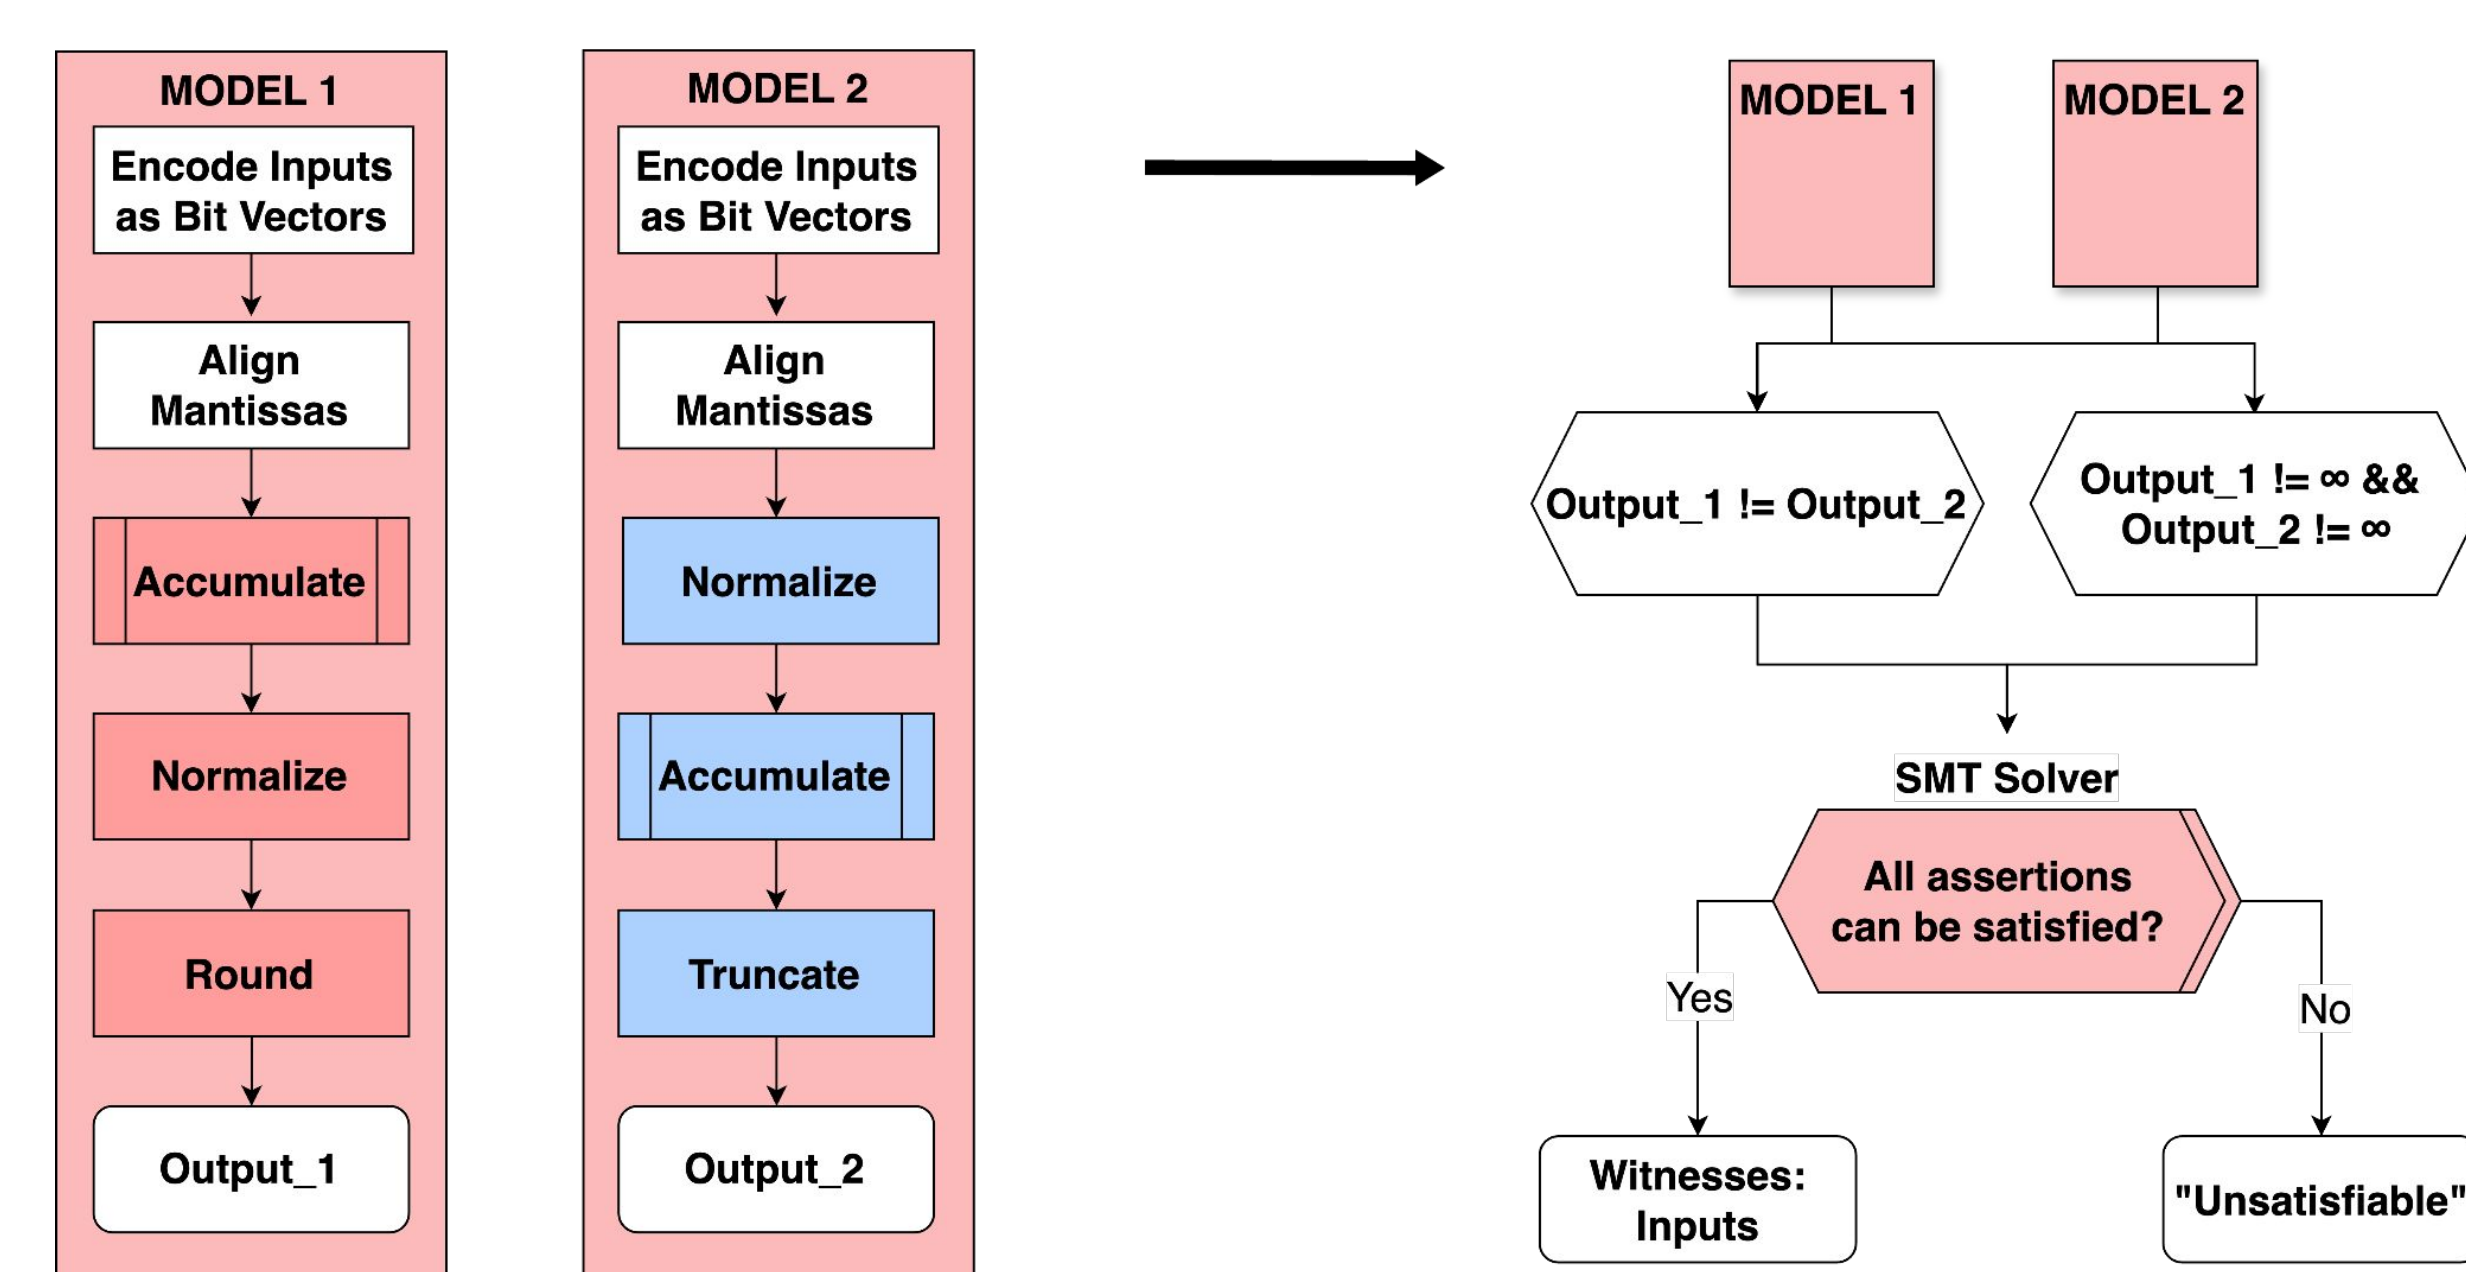 MODEL 1
Encode Inputs
as Bit Vectors
Align
Mantissas
Accumulate
Normalize
Round
Output_1
MODEL 2
Encode Inputs
as Bit Vectors
Align
Mantissas
Normalize
Accumulate
Truncate
Output_2
MODEL 1
MODEL 2
Output_1 != Output_2
Output_1 != ∞ &&
Output_2 != ∞
SMT Solver
All assertions
can be satisfied?
Yes
No
Witnesses:
Inputs
"Unsatisfiable"